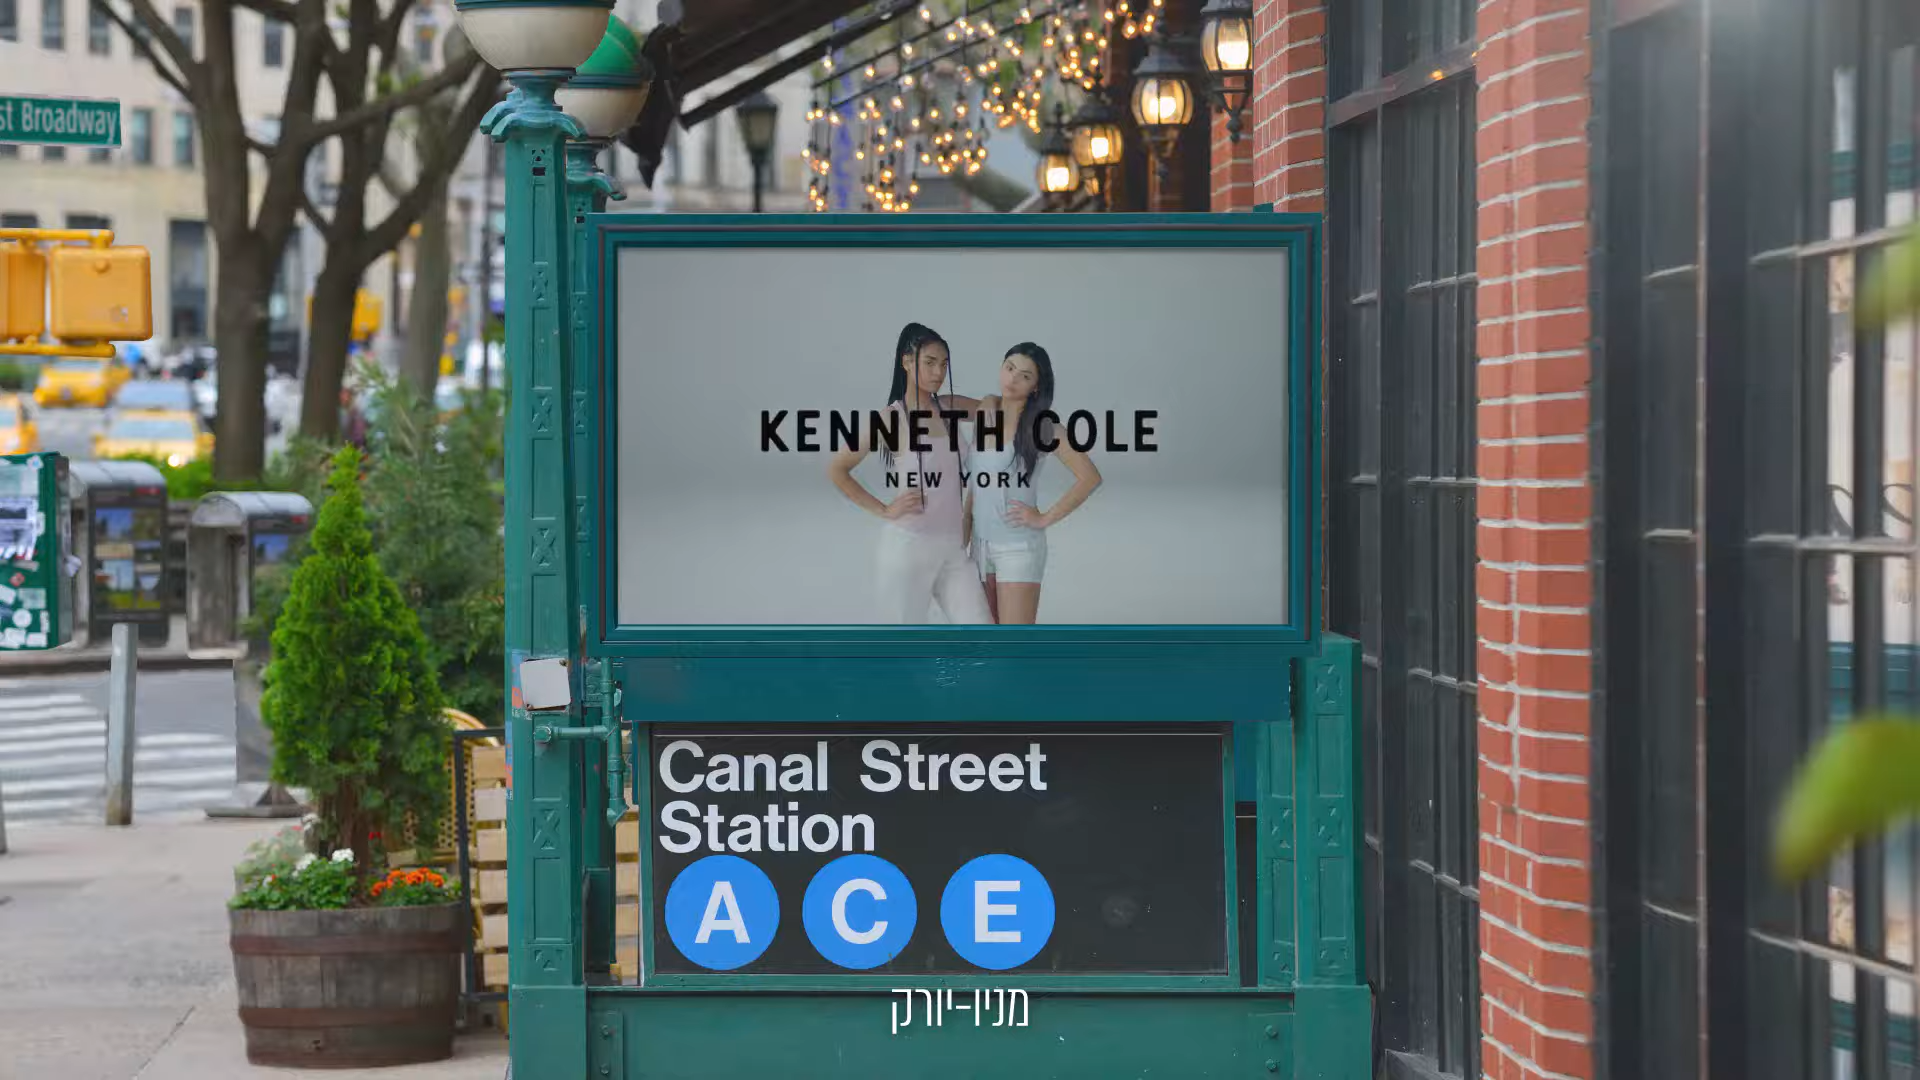 st Broadway
KENNETH COLE
NEW YORK
Canal Street
Station
A C E
מניו-יורק